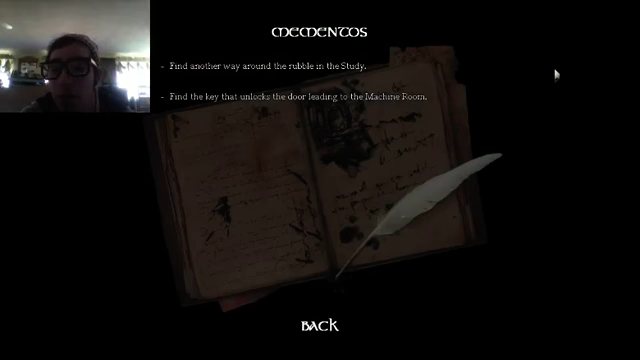 MEMENTOS
- Find another way around the rubble in the Study.
- Find the key that unlocks the door leading to the Machine Room.
BACK